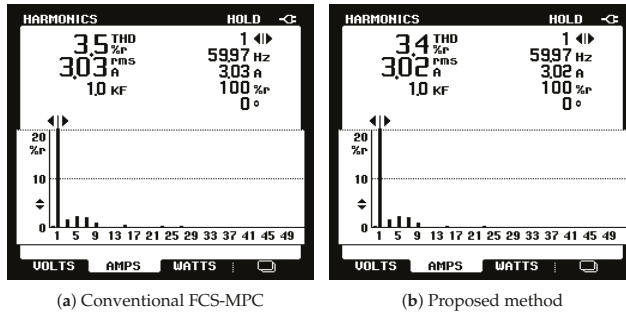 HARMONICS HOLD
3.5 THD %r 1
3.03 rms A 59.97 Hz
1.0 KF 3.03 A
100 %r
0 °
20
%r
10
0
1 5 9 13 17 21 25 29 33 37 41 45 49
VOLTS AMPS WATTS
(a) Conventional FCS-MPC
HARMONICS HOLD
3.4 THD %r 1
3.02 rms A 59.97 Hz
1.0 KF 3.02 A
100 %r
0 °
20
%r
10
0
1 5 9 13 17 21 25 29 33 37 41 45 49
VOLTS AMPS WATTS
(b) Proposed method